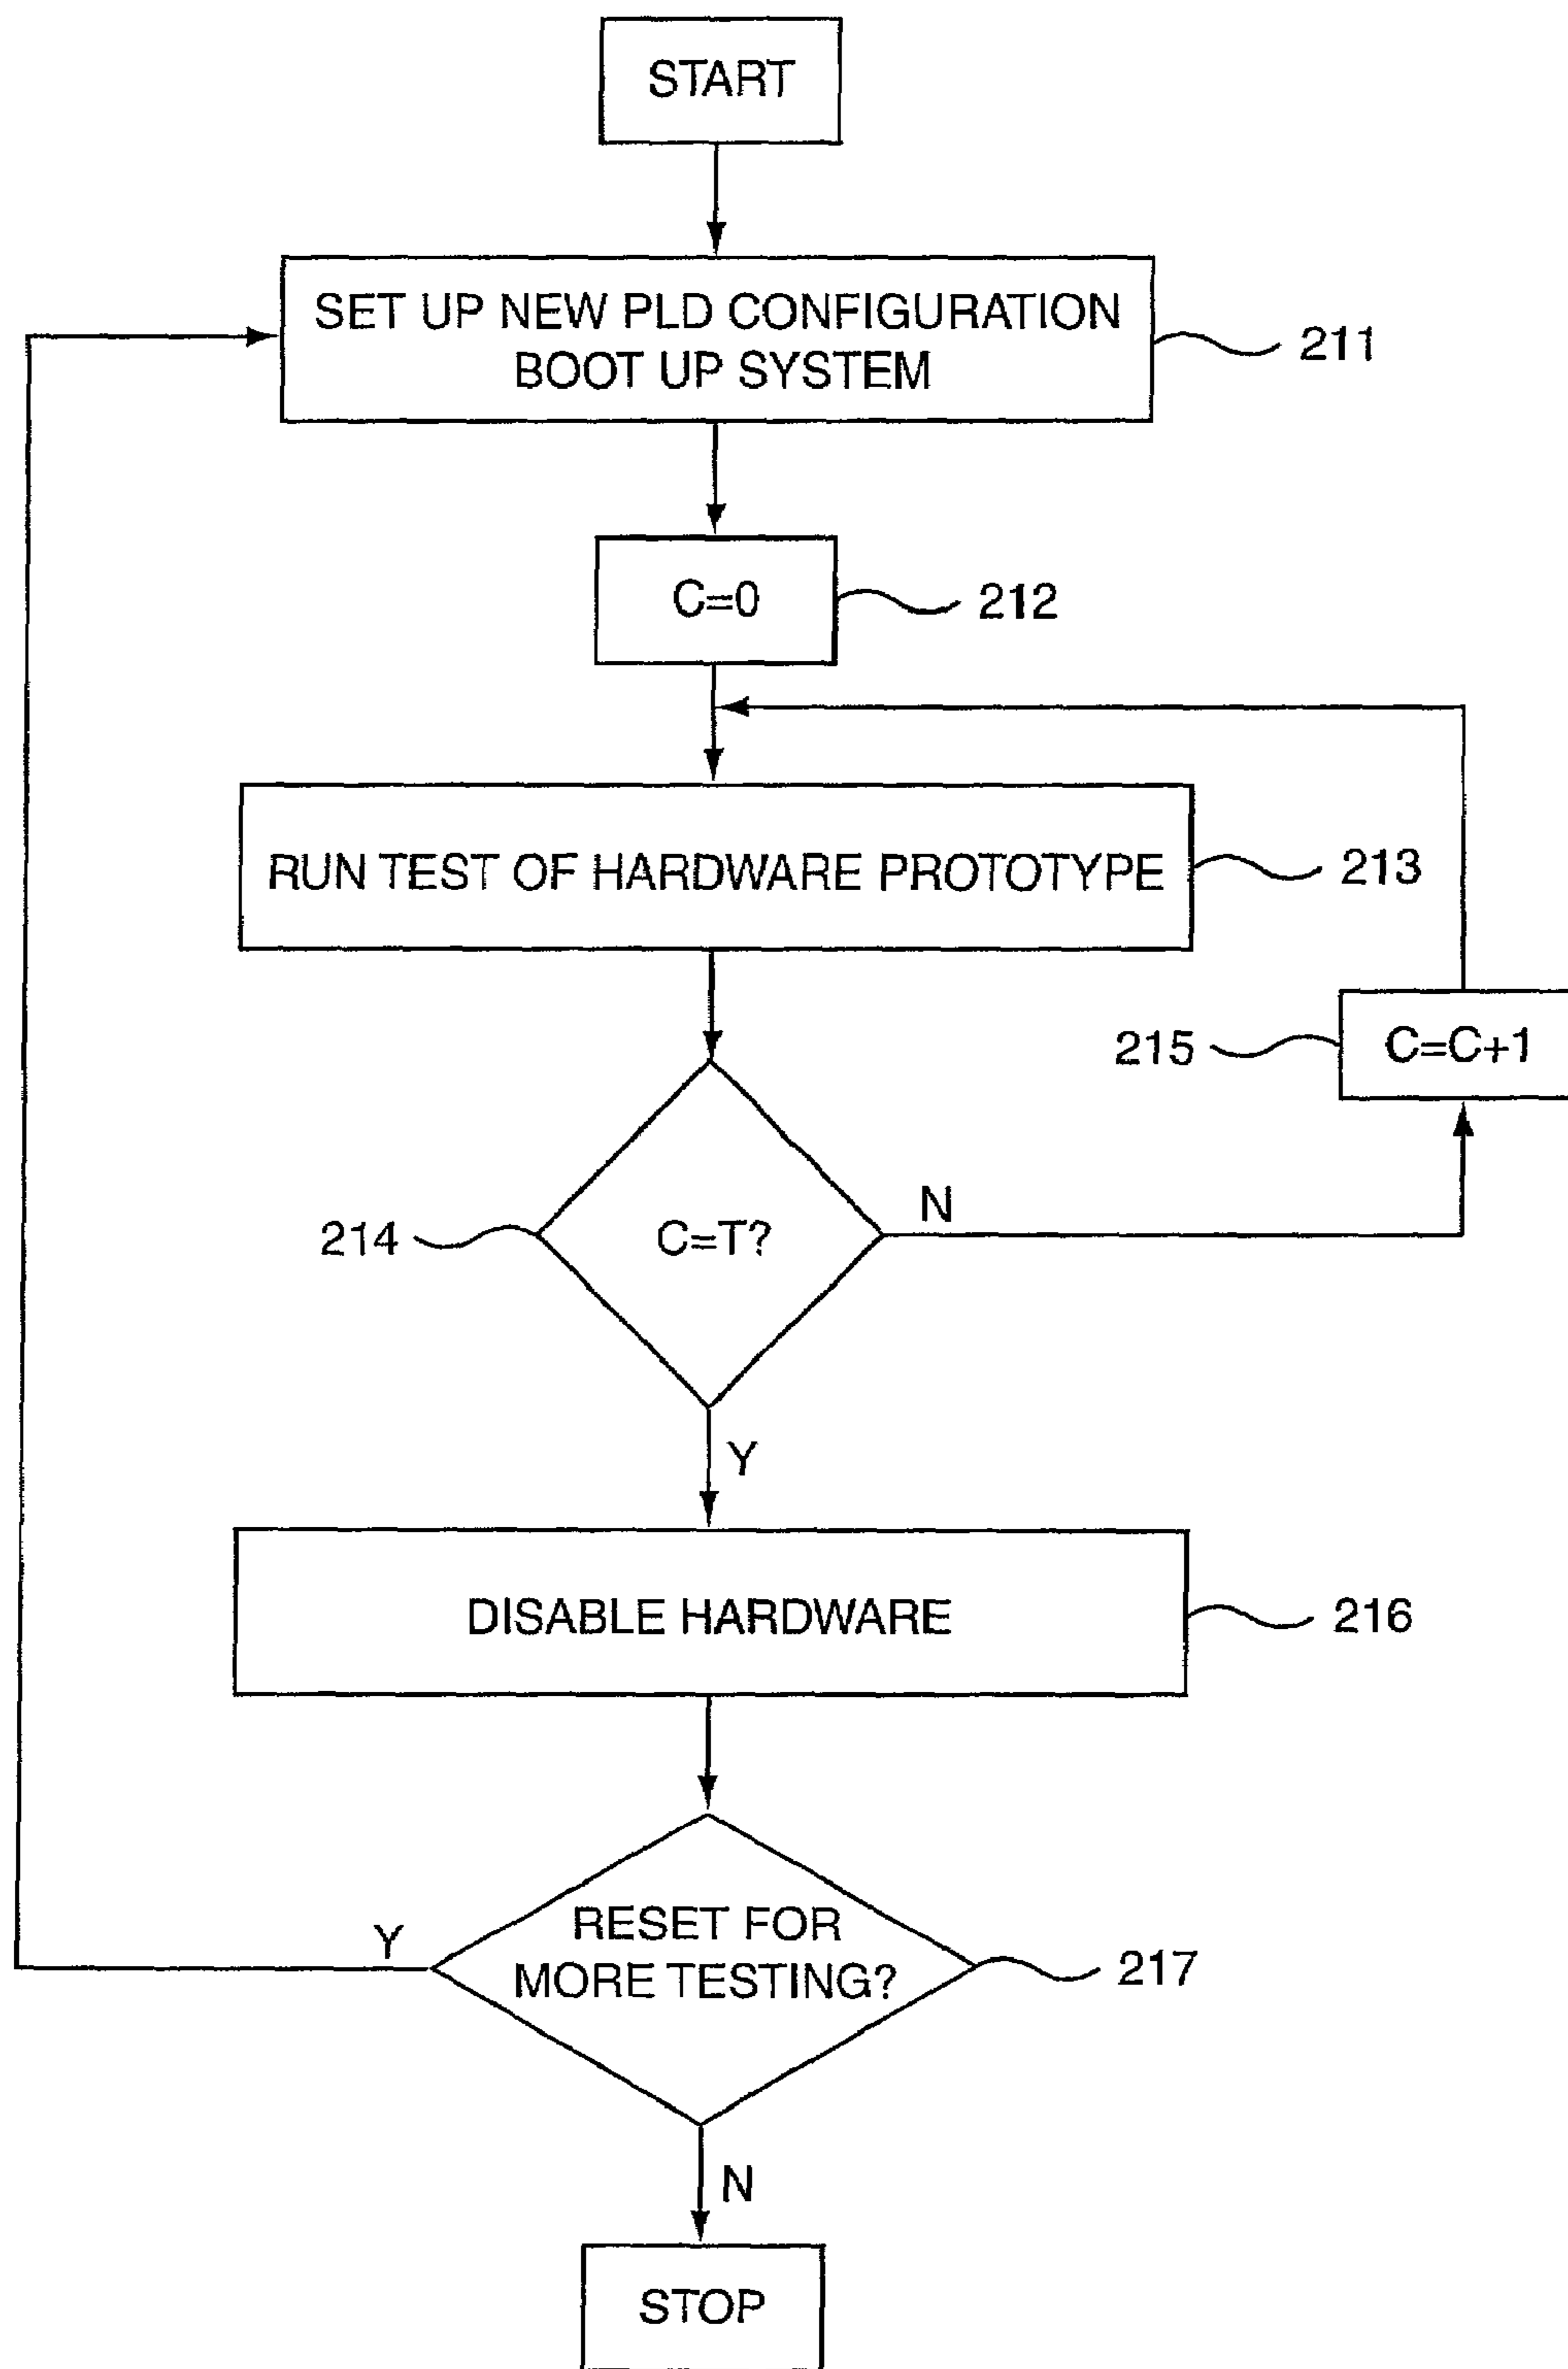 START
SET UP NEW PLD CONFIGURATION
BOOT UP SYSTEM
211
C=0
212
RUN TEST OF HARDWARE PROTOTYPE
213
215
C=C+1
214
C=T?
N
Y
DISABLE HARDWARE
216
Y
RESET FOR
MORE TESTING?
217
N
STOP